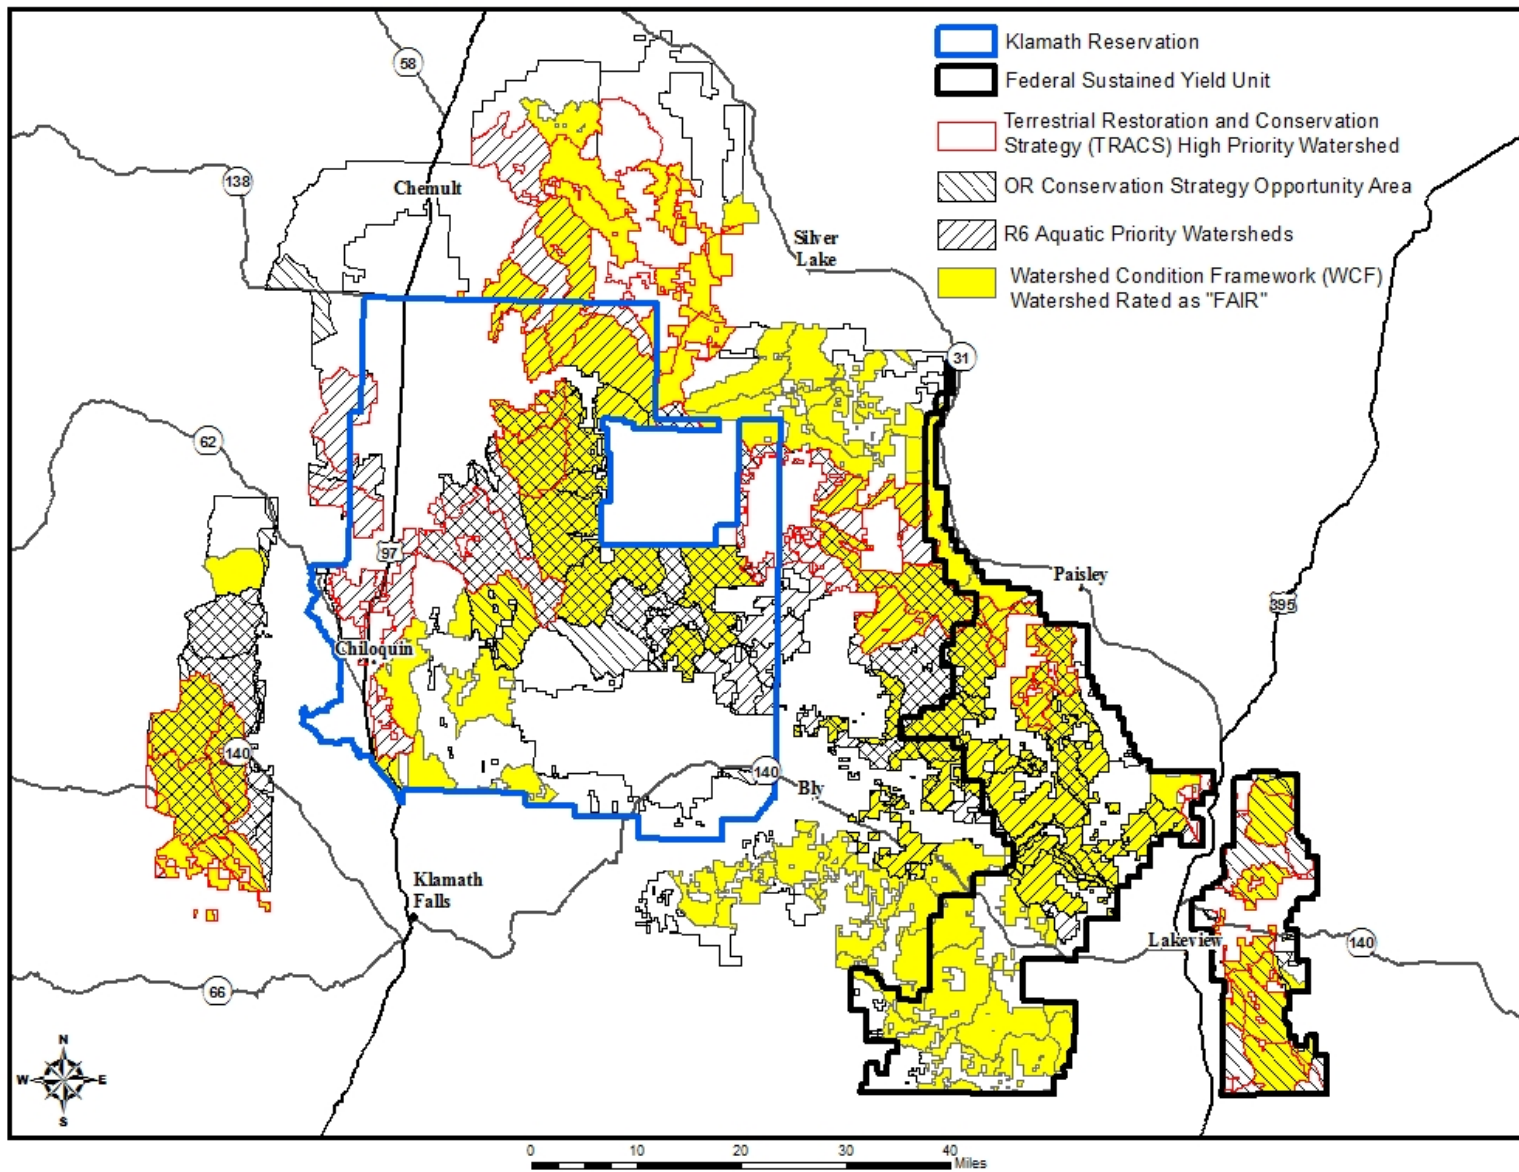 Klamath Reservation
58
Federal Sustained Yield Unit
Terrestrial Restoration and Conservation
Strategy (TRACS) High Priority Watershed
138
Chemult
OR Conservation Strategy Opportunity Area
R6 Aquatic Priority Watersheds
Silver
Lake
Watershed Condition Framework (WCF)
Watershed Rated as "FAIR"
31
62
97
Paisley
395
Chiloquin
140
140
Bly
Klamath
Falls
Lakeview
140
66
N
W
E
S
0
10
20
30
40
Miles